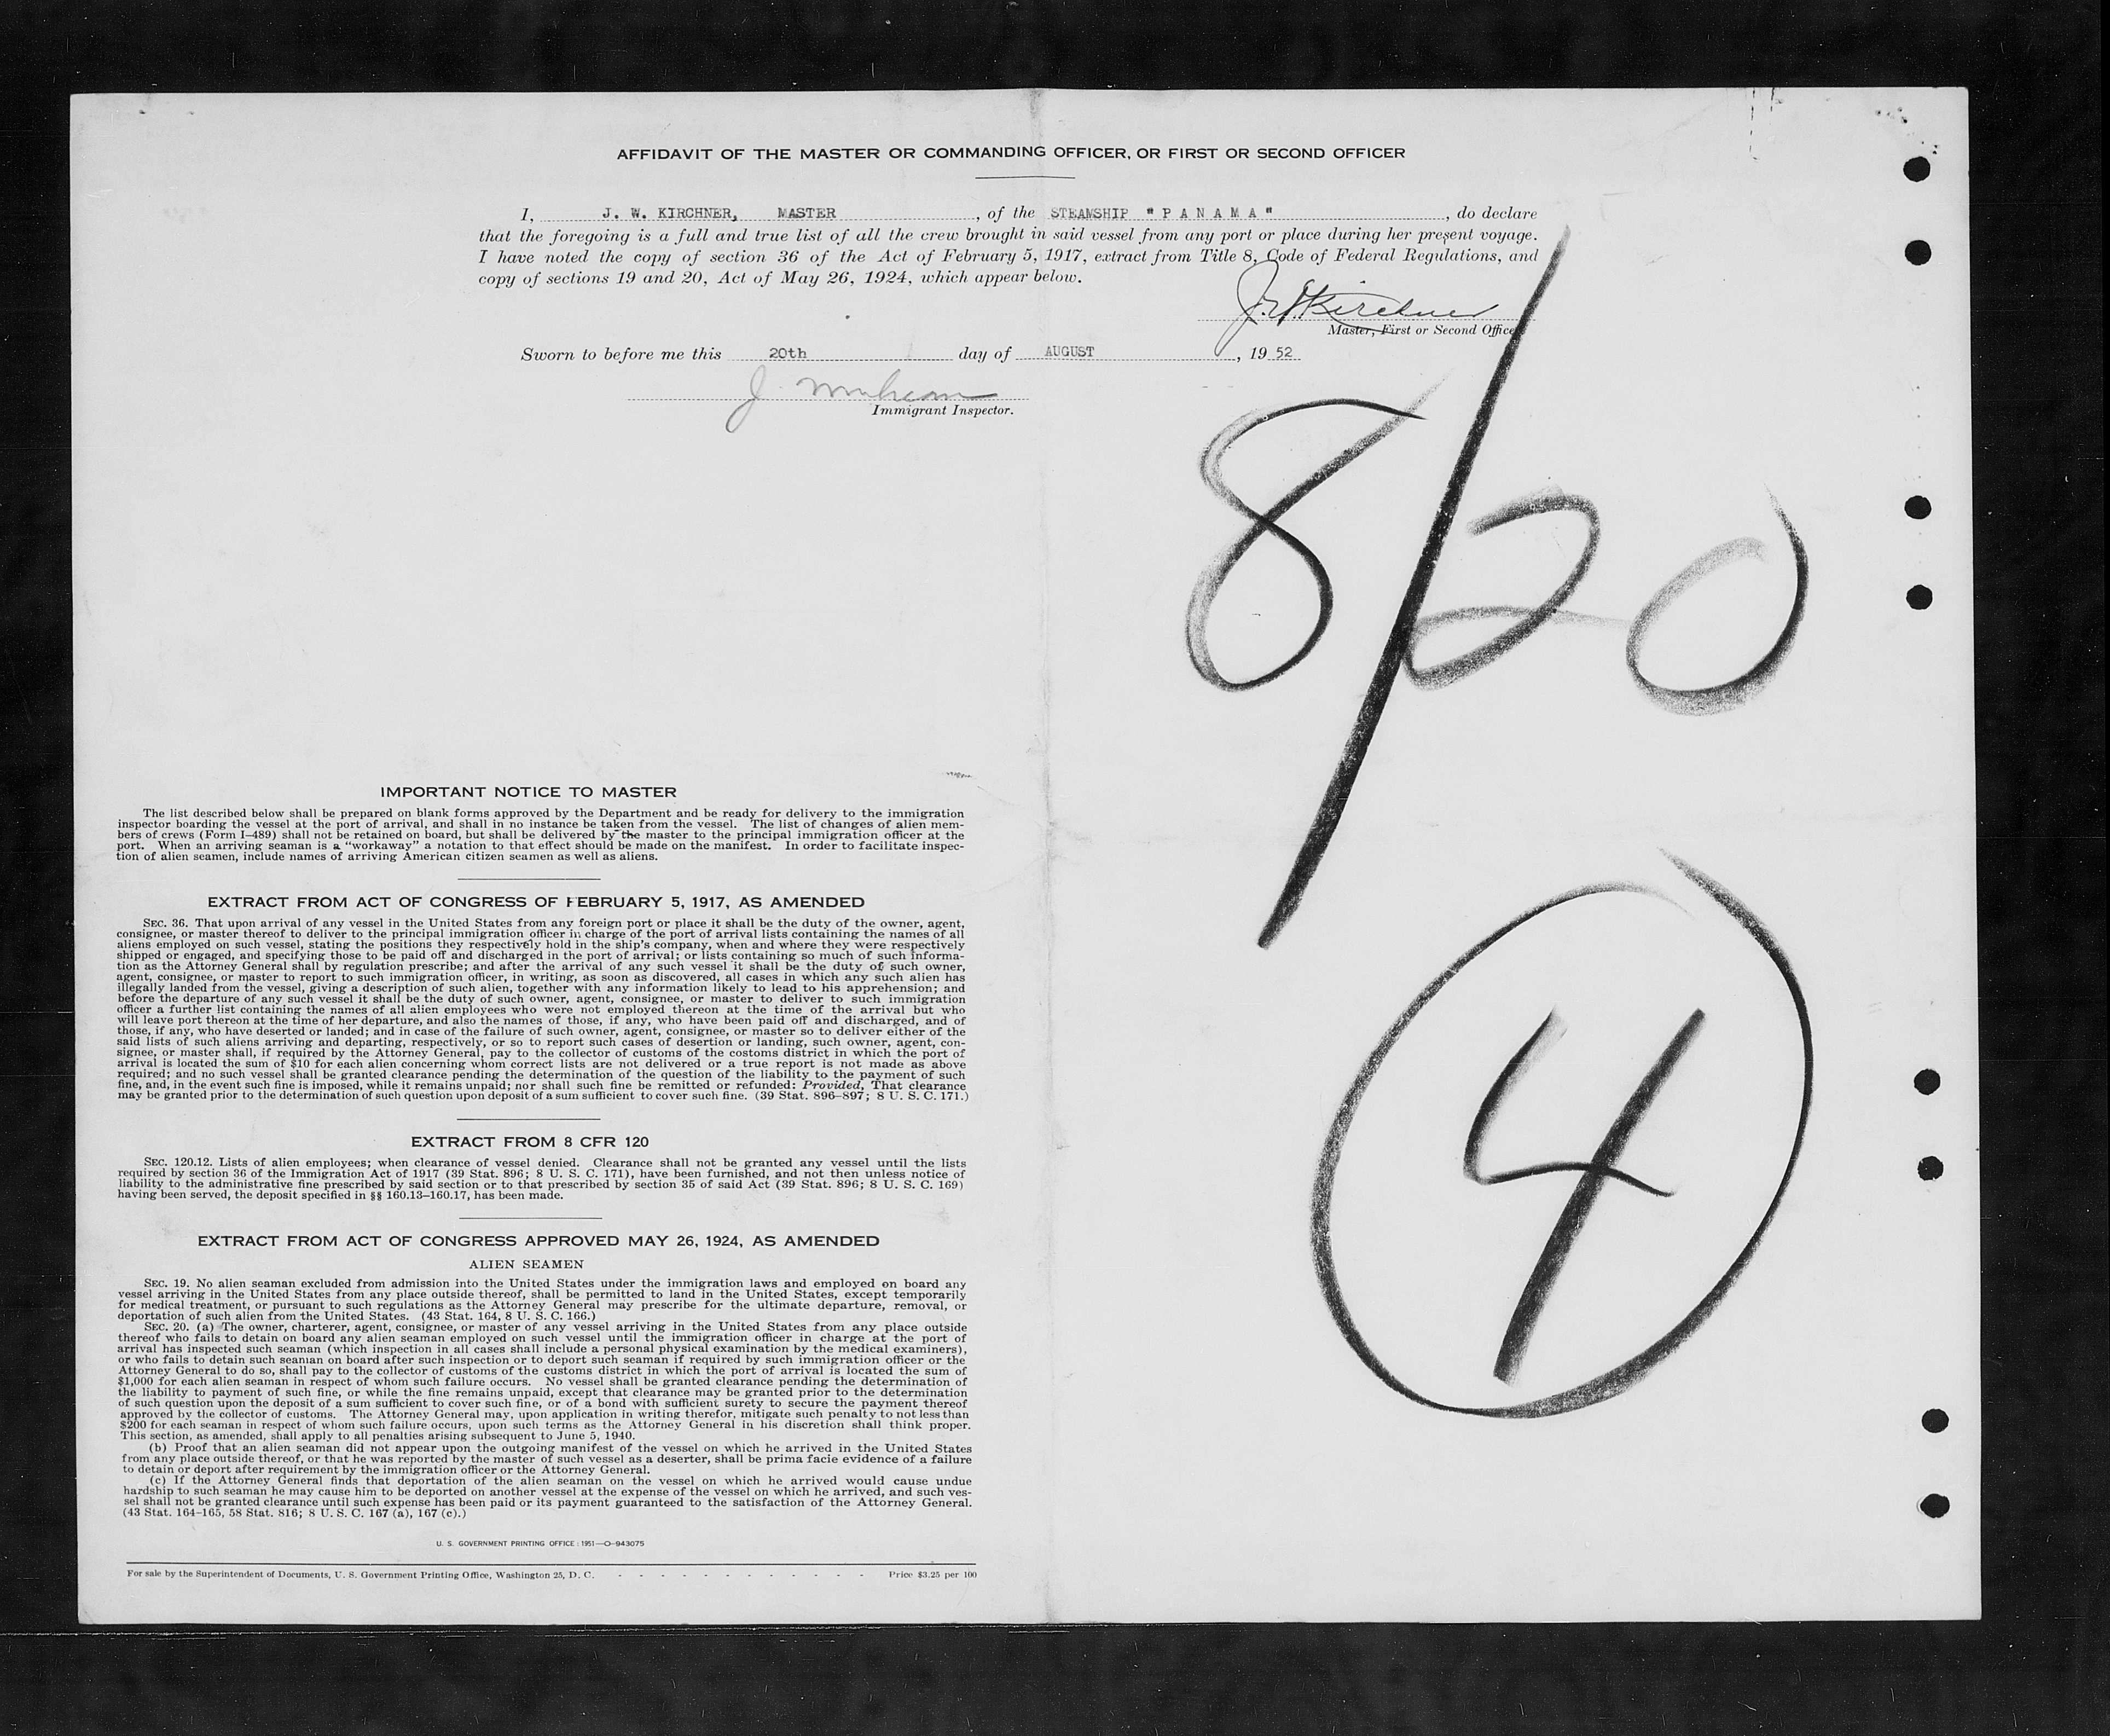 AFFIDAVIT OF THE MASTER OR COMMANDING OFFICER, OR FIRST OR SECOND OFFICER
I, J. W. KIRCHNER, MASTER, of the STEAMSHIP "P A N A M A", do declare
that the foregoing is a full and true list of all the crew brought in said vessel from any port or place during her present voyage.
I have noted the copy of section 36 of the Act of February 5, 1917, extract from Title 8, Code of Federal Regulations, and
copy of sections 19 and 20, Act of May 26, 1924, which appear below.
J.W. Kirchner
Master, First or Second Officer
Sworn to before me this 20th day of AUGUST, 19 52
J.
Immigrant Inspector.
8/20
4
IMPORTANT NOTICE TO MASTER
The list described below shall be prepared on blank forms approved by the Department and be ready for delivery to the immigration
inspector boarding the vessel at the port of arrival, and shall in no instance be taken from the vessel. The list of changes of alien mem-
bers of crews (Form I–489) shall not be retained on board, but shall be delivered by the master to the principal immigration officer at the
port. When an arriving seaman is a "workaway" a notation to that effect should be made on the manifest. In order to facilitate inspec-
tion of alien seamen, include names of arriving American citizen seamen as well as aliens.
EXTRACT FROM ACT OF CONGRESS OF FEBRUARY 5, 1917, AS AMENDED
SEC. 36. That upon arrival of any vessel in the United States from any foreign port or place it shall be the duty of the owner, agent,
consignee, or master thereof to deliver to the principal immigration officer in charge of the port of arrival lists containing the names of all
aliens employed on such vessel, stating the positions they respectively hold in the ship's company, when and where they were respectively
shipped or engaged, and specifying those to be paid off and discharged in the port of arrival; or lists containing so much of such informa-
tion as the Attorney General shall by regulation prescribe; and after the arrival of any such vessel it shall be the duty of such owner,
agent, consignee, or master to report to such immigration officer, in writing, as soon as discovered, all cases in which any such alien has
illegally landed from the vessel, giving a description of such alien, together with any information likely to lead to his apprehension; and
before the departure of any such vessel it shall be the duty of such owner, agent, consignee, or master to deliver to such immigration
officer a further list containing the names of all alien employees who were not employed thereon at the time of the arrival but who
will leave port thereon at the time of her departure, and also the names of those, if any, who have been paid off and discharged, and of
those, if any, who have deserted or landed; and in case of the failure of such owner, agent, consignee, or master so to deliver either of the
said lists of such aliens arriving and departing, respectively, or so to report such cases of desertion or landing, such owner, agent, con-
signee, or master shall, if required by the Attorney General, pay to the collector of customs of the costoms district in which the port of
arrival is located the sum of $10 for each alien concerning whom correct lists are not delivered or a true report is not made as above
required; and no such vessel shall be granted clearance pending the determination of the question of the liability to the payment of such
fine, and, in the event such fine is imposed, while it remains unpaid; nor shall such fine be remitted or refunded: Provided, That clearance
may be granted prior to the determination of such question upon deposit of a sum sufficient to cover such fine. (39 Stat. 896–897; 8 U. S. C. 171.)
EXTRACT FROM 8 CFR 120
SEC. 120.12. Lists of alien employees; when clearance of vessel denied. Clearance shall not be granted any vessel until the lists
required by section 36 of the Immigration Act of 1917 (39 Stat. 896; 8 U. S. C. 171), have been furnished, and not then unless notice of
liability to the administrative fine prescribed by said section or to that prescribed by section 35 of said Act (39 Stat. 896; 8 U. S. C. 169)
having been served, the deposit specified in §§ 160.13–160.17, has been made.
EXTRACT FROM ACT OF CONGRESS APPROVED MAY 26, 1924, AS AMENDED
ALIEN SEAMEN
SEC. 19. No alien seaman excluded from admission into the United States under the immigration laws and employed on board any
vessel arriving in the United States from any place outside thereof, shall be permitted to land in the United States, except temporarily
for medical treatment, or pursuant to such regulations as the Attorney General may prescribe for the ultimate departure, removal, or
deportation of such alien from the United States. (43 Stat. 164, 8 U. S. C. 166.)
SEC. 20. (a) The owner, charterer, agent, consignee, or master of any vessel arriving in the United States from any place outside
thereof who fails to detain on board any alien seaman employed on such vessel until the immigration officer in charge at the port of
arrival has inspected such seaman (which inspection in all cases shall include a personal physical examination by the medical examiners),
or who fails to detain such seaman on board after such inspection or to deport such seaman if required by such immigration officer or the
Attorney General to do so, shall pay to the collector of customs of the customs district in which the port of arrival is located the sum of
$1,000 for each alien seaman in respect of whom such failure occurs. No vessel shall be granted clearance pending the determination of
the liability to payment of such fine, or while the fine remains unpaid, except that clearance may be granted prior to the determination
of such question upon the deposit of a sum sufficient to cover such fine, or of a bond with sufficient surety to secure the payment thereof
approved by the collector of customs. The Attorney General may, upon application in writing therefor, mitigate such penalty to not less than
$200 for each seaman in respect of whom such failure occurs, upon such terms as the Attorney General in his discretion shall think proper.
This section, as amended, shall apply to all penalties arising subsequent to June 5, 1940.
(b) Proof that an alien seaman did not appear upon the outgoing manifest of the vessel on which he arrived in the United States
from any place outside thereof, or that he was reported by the master of such vessel as a deserter, shall be prima facie evidence of a failure
to detain or deport after requirement by the immigration officer or the Attorney General.
(c) If the Attorney General finds that deportation of the alien seaman on the vessel on which he arrived would cause undue
hardship to such seaman he may cause him to be deported on another vessel at the expense of the vessel on which he arrived, and such ves-
sel shall not be granted clearance until such expense has been paid or its payment guaranteed to the satisfaction of the Attorney General.
(43 Stat. 164–165, 58 Stat. 816; 8 U. S. C. 167 (a), 167 (c).)
U. S. GOVERNMENT PRINTING OFFICE : 1951—O–943075
For sale by the Superintendent of Documents, U. S. Government Printing Office, Washington 25, D. C. - - - - - - - - - - - Price $3.25 per 100